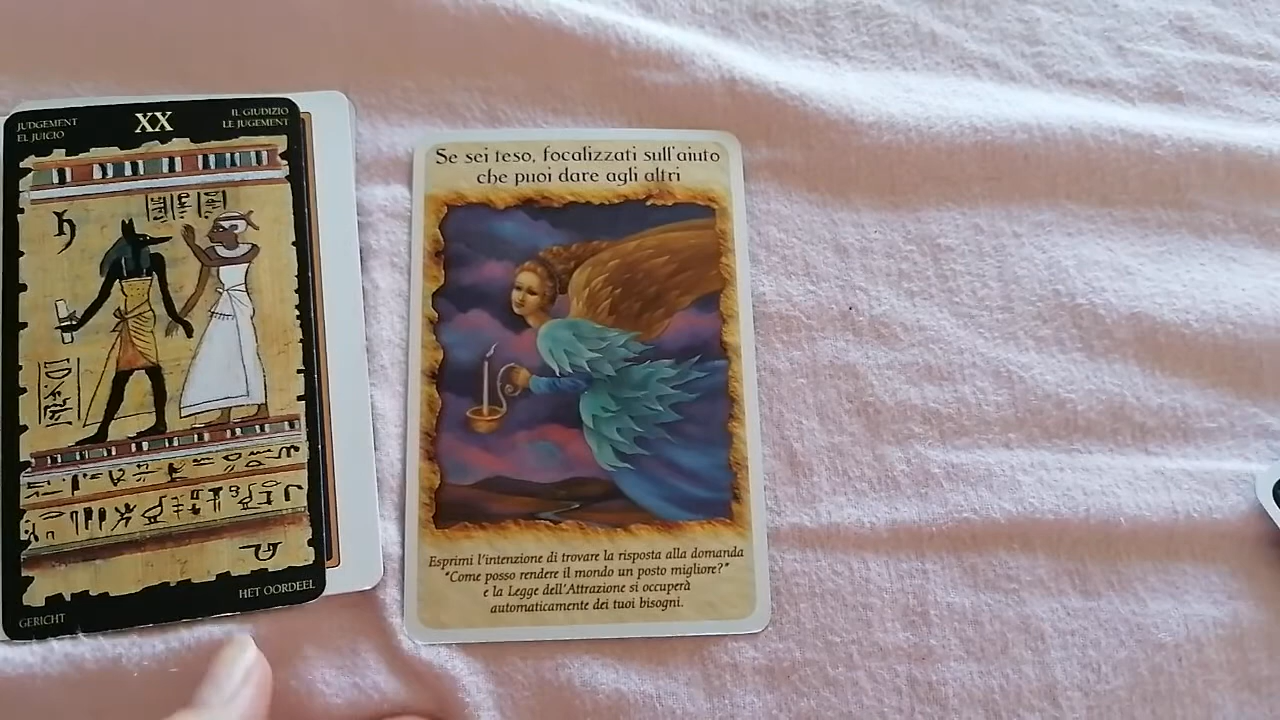 JUDGEMENT
EL JUICIO
XX
IL GIUDIZIO
LE JUGEMENT
HET OORDEEL
GERICHT
Se sei teso, focalizzati sull'aiuto
che puoi dare agli altri
Esprimi l'intenzione di trovare la risposta alla domanda
"Come posso rendere il mondo un posto migliore?"
e la Legge dell'Attrazione si occuperà
automaticamente dei tuoi bisogni.